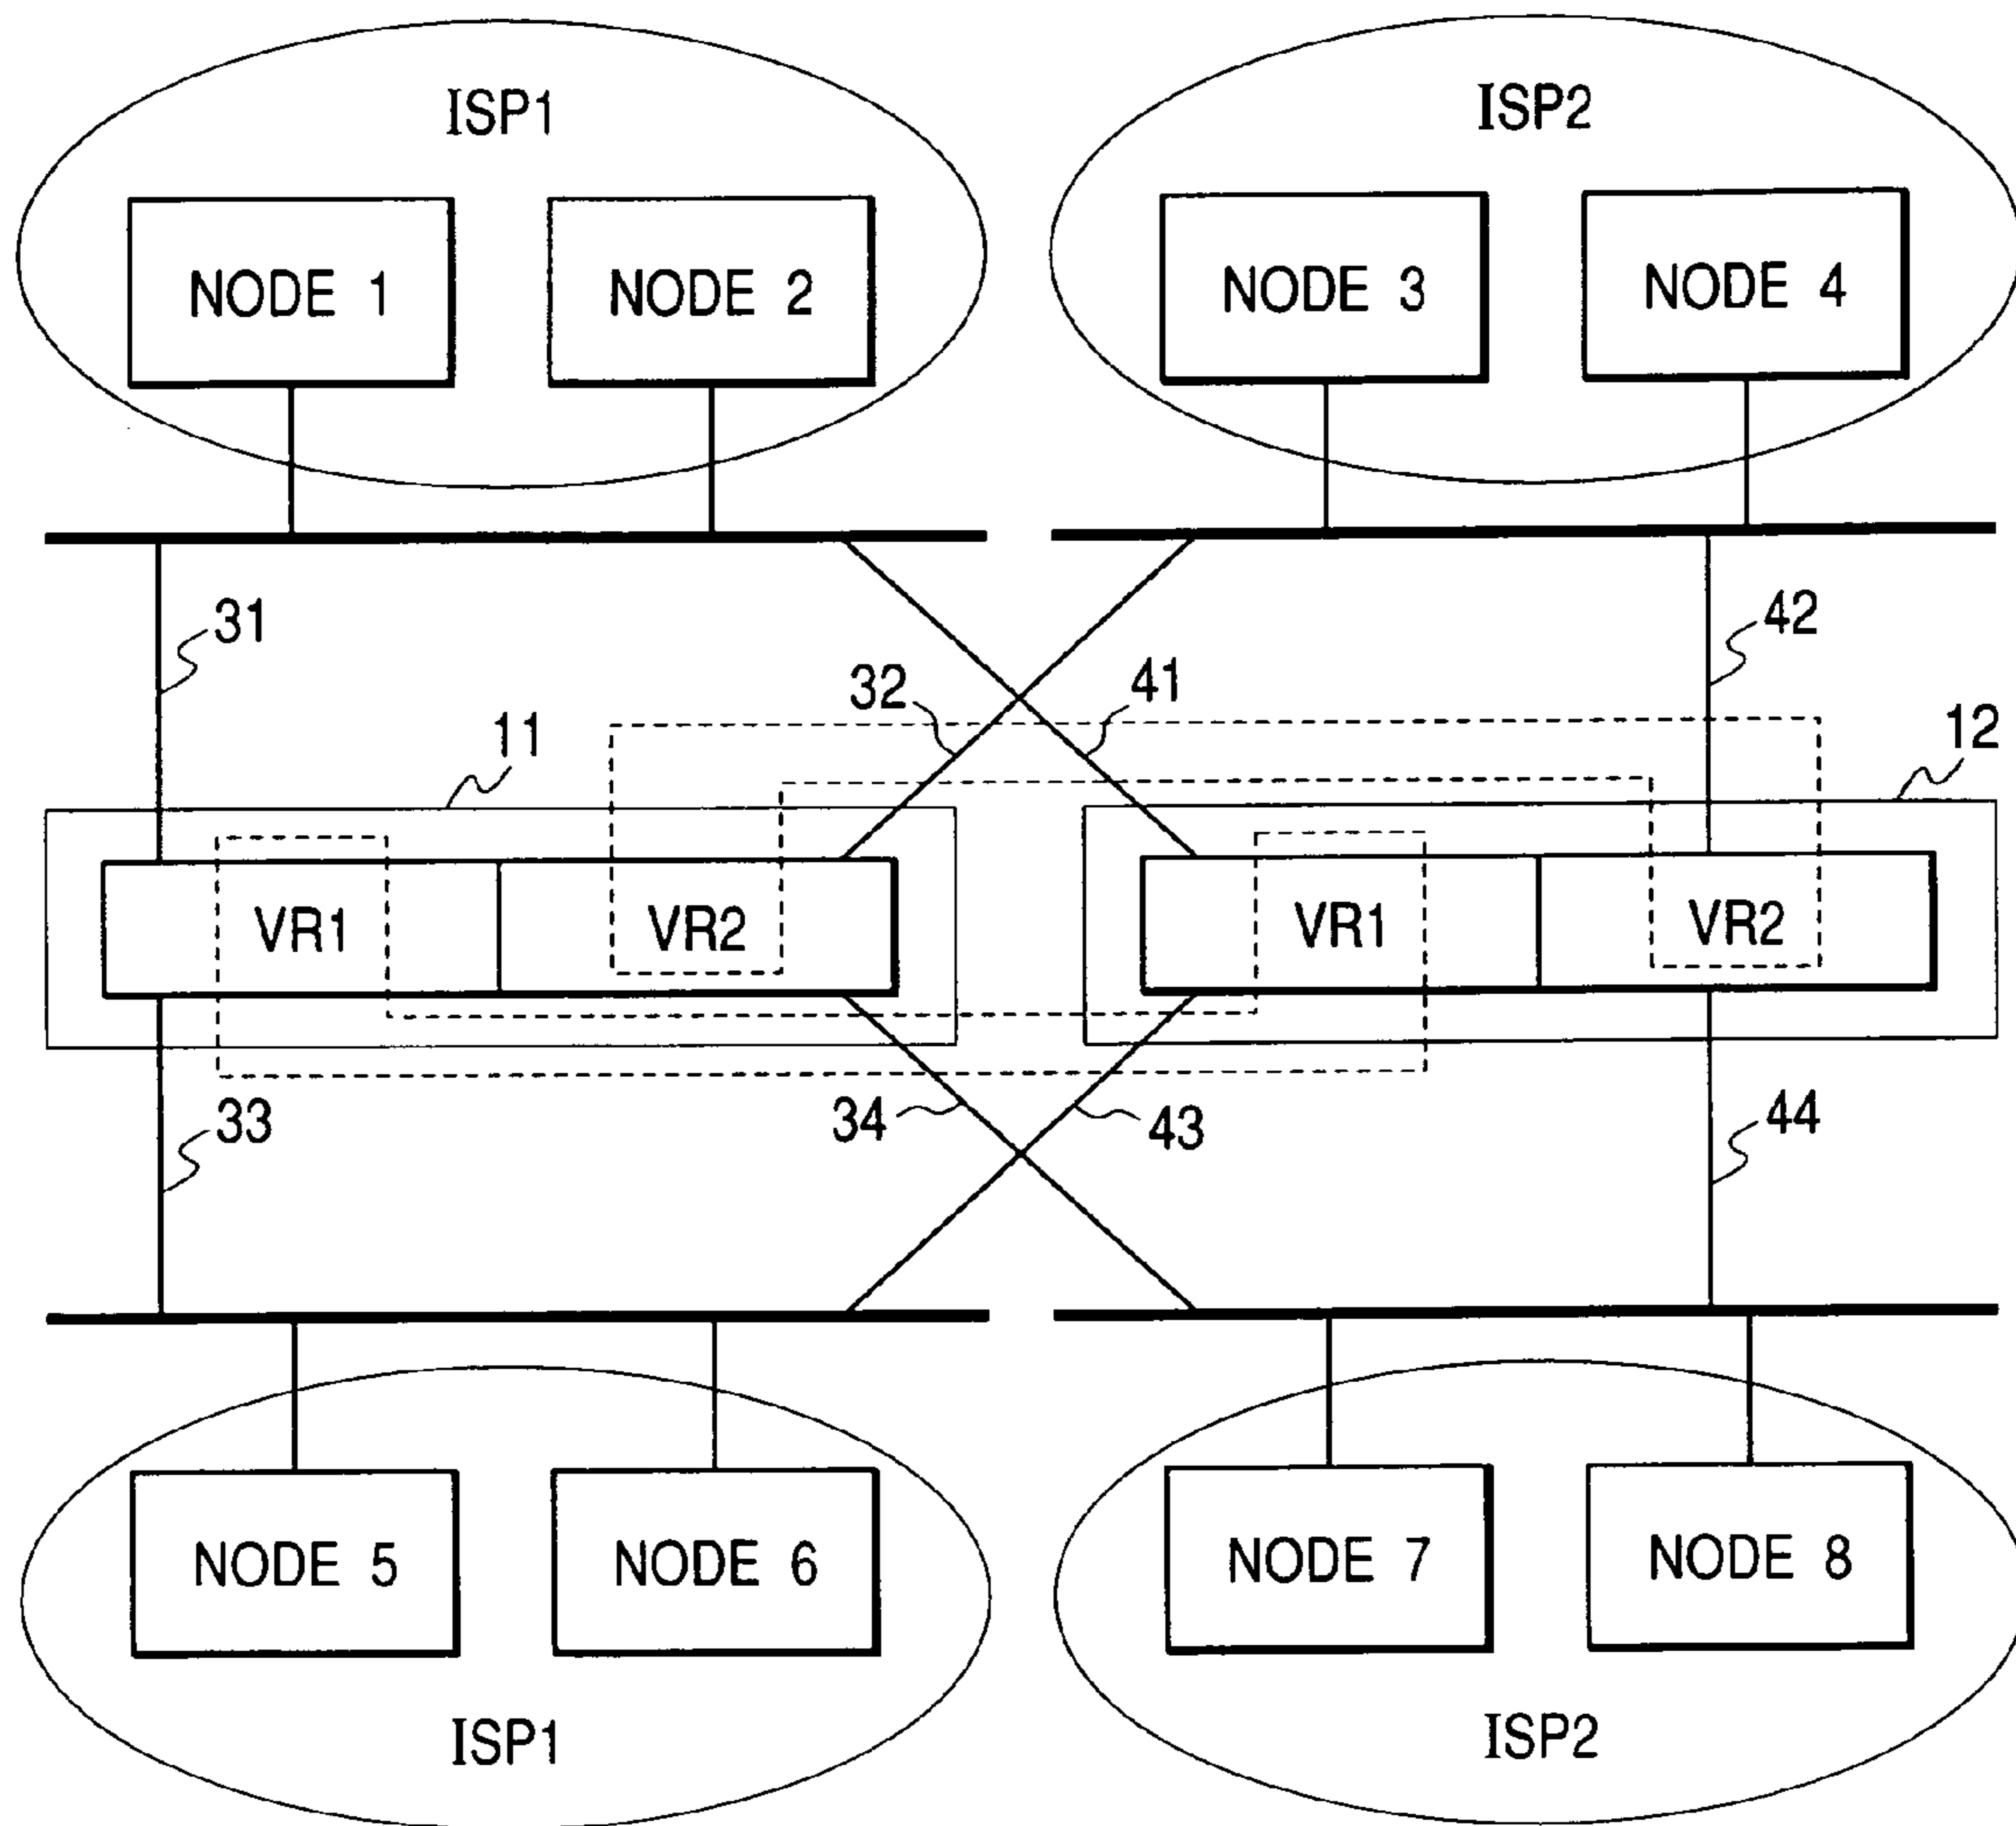 ISP1
ISP2
NODE 1
NODE 2
NODE 3
NODE 4
31
42
32
41
11
12
VR1
VR2
VR1
VR2
33
34
43
44
NODE 5
NODE 6
NODE 7
NODE 8
ISP1
ISP2